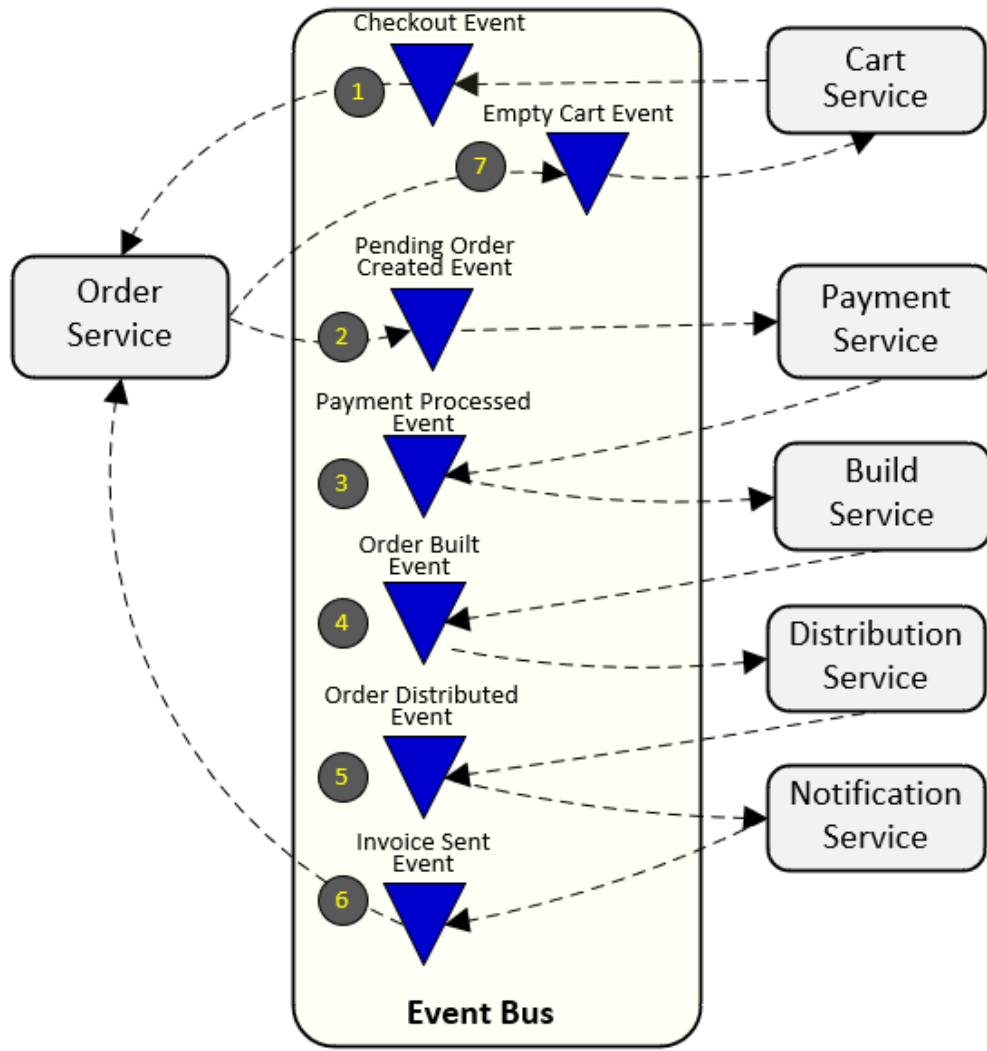 Checkout Event
1
Cart
Service
Empty Cart Event
7
Order
Service
Pending Order
Created Event
2
Payment
Service
Payment Processed
Event
3
Build
Service
Order Built
Event
4
Distribution
Service
Order Distributed
Event
5
Notification
Service
Invoice Sent
Event
6
Event Bus